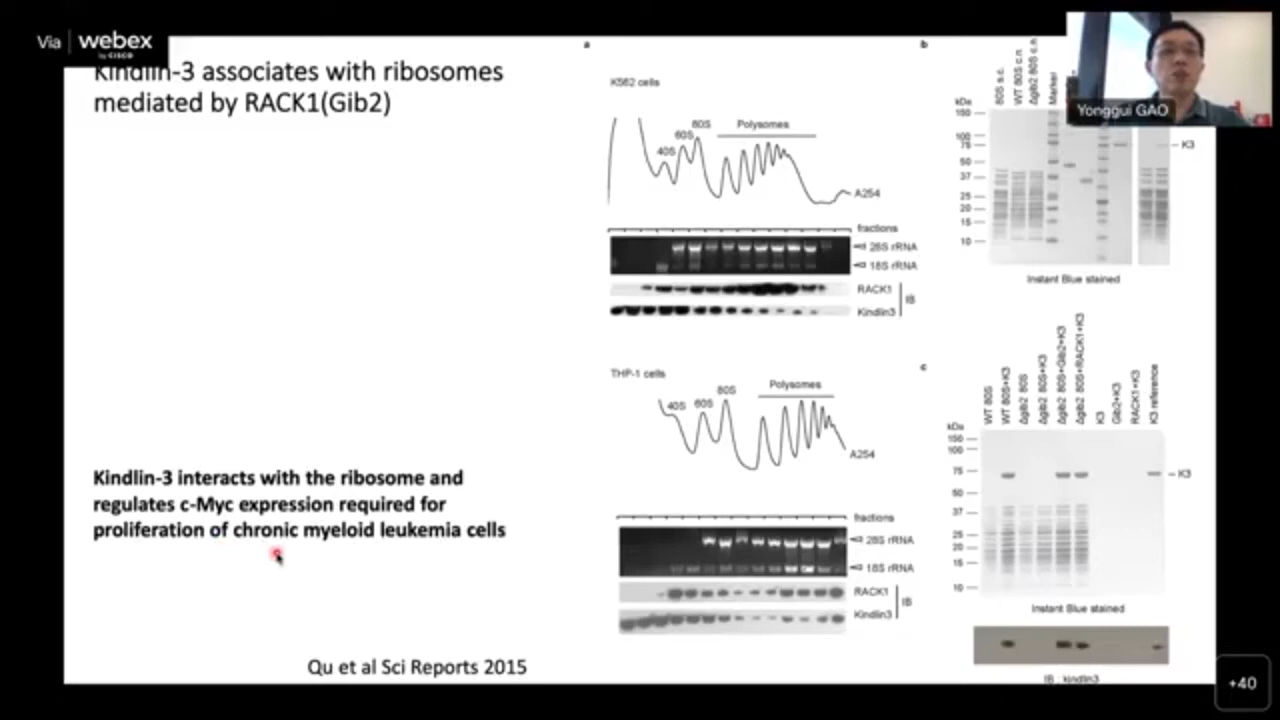 Via webex
by CISCO
Kindlin-3 associates with ribosomes
mediated by RACK1(Gib2)
Kindlin-3 interacts with the ribosome and
regulates c-Myc expression required for
proliferation of chronic myeloid leukemia cells
Qu et al Sci Reports 2015
a
K562 cells
40S
60S
80S
Polysomes
A254
fractions
28S rRNA
18S rRNA
RACK1
Kindlin3
IB
THP-1 cells
40S
60S
80S
Polysomes
A254
fractions
28S rRNA
18S rRNA
RACK1
Kindlin3
IB
b
80S s.c.
WT 80S c.n.
Δgib2 80S c.n.
Marker
kDa
150
100
75
50
37
25
20
15
10
K3
Instant Blue stained
c
WT 80S
WT 80S+K3
Δgib2 80S
Δgib2 80S+K3
Δgib2 80S+Gib2+K3
Δgib2 80S+RACK1+K3
K3
Gib2+K3
RACK1+K3
K3 reference
kDa
150
100
75
50
37
25
20
15
10
K3
Instant Blue stained
IB : kindlin3
Yonggui GAO
+40